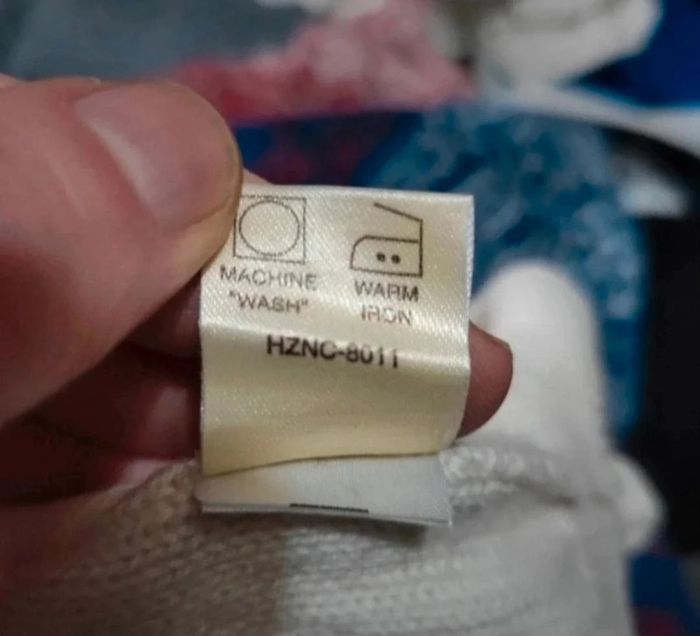 MACHINE
"WASH"
WARM
IRON
HZNC-8011